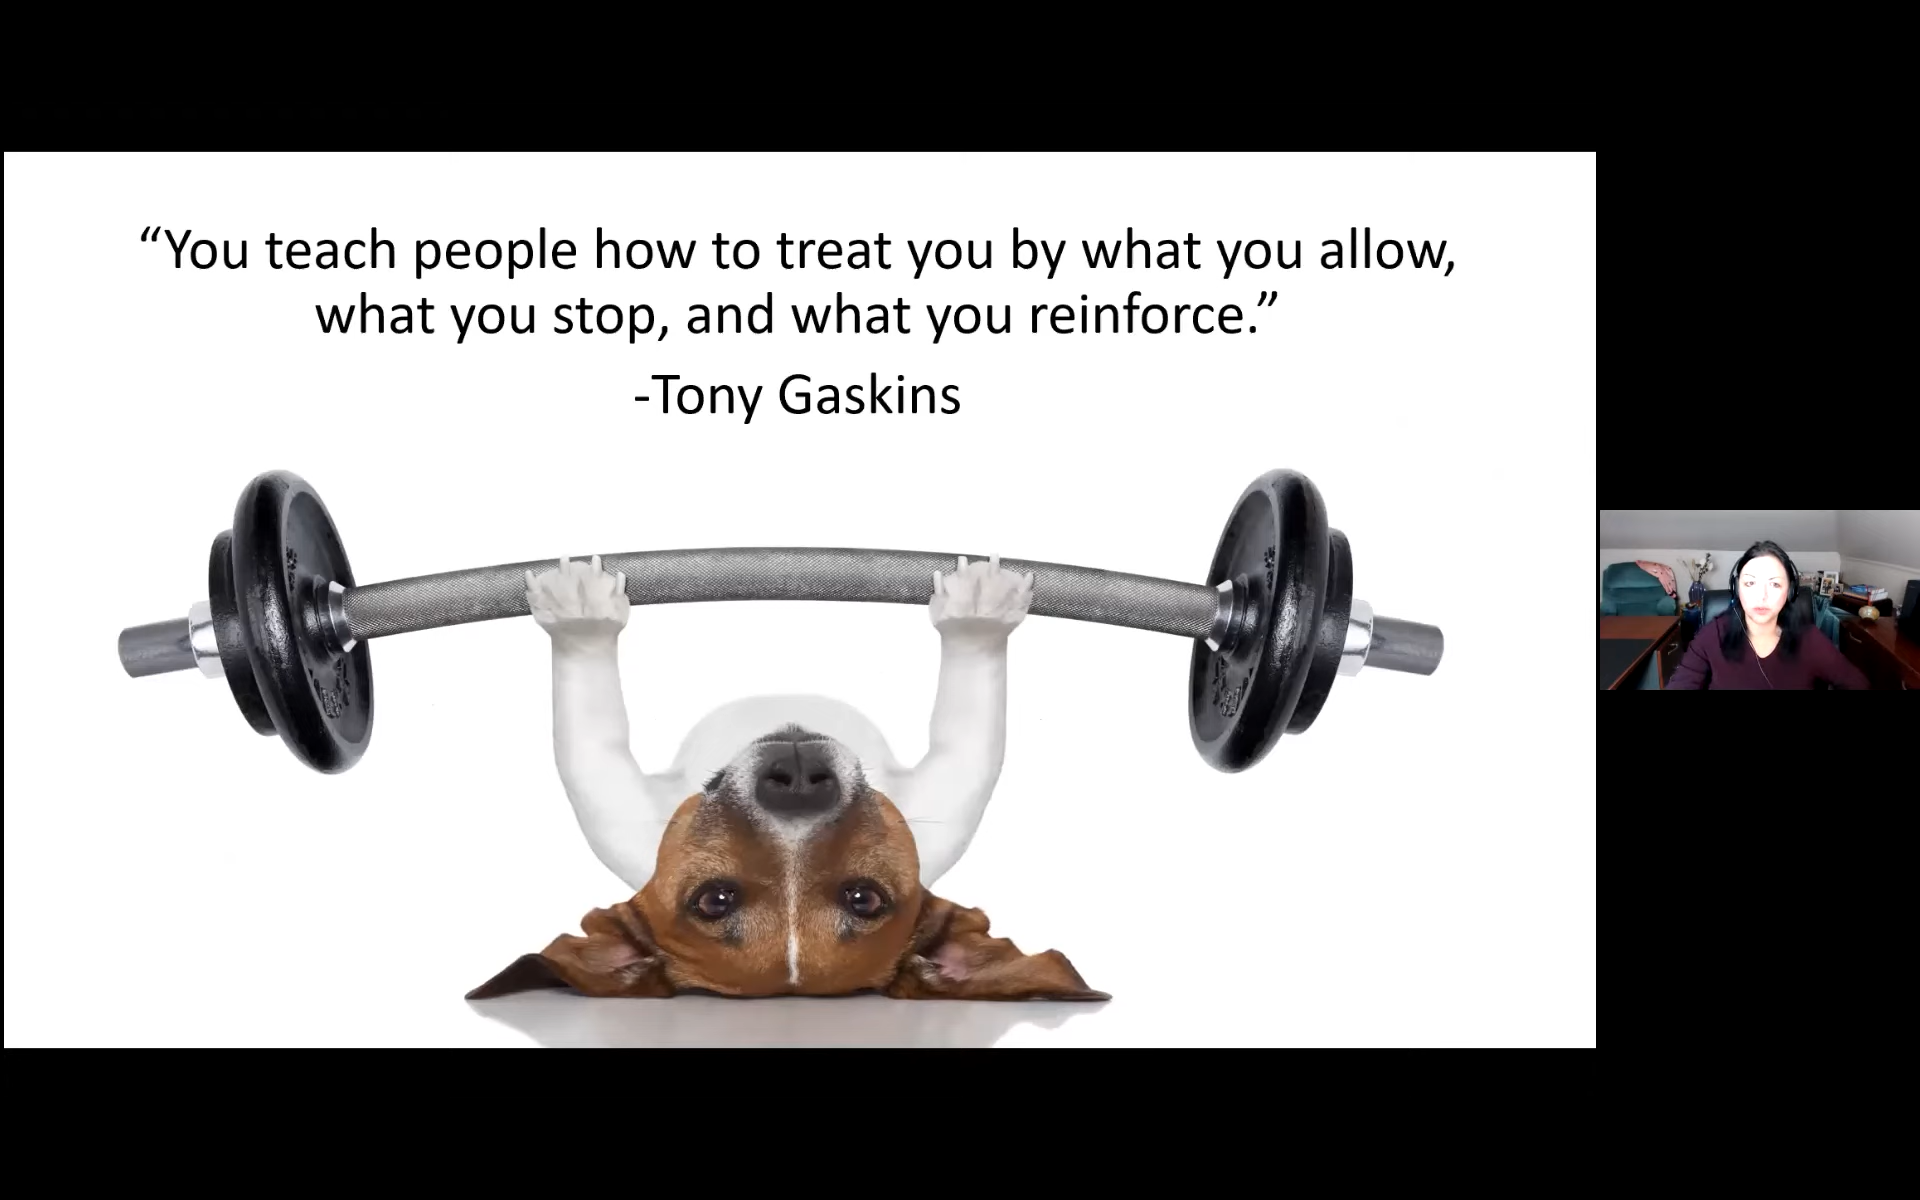 “You teach people how to treat you by what you allow,
what you stop, and what you reinforce.”
-Tony Gaskins